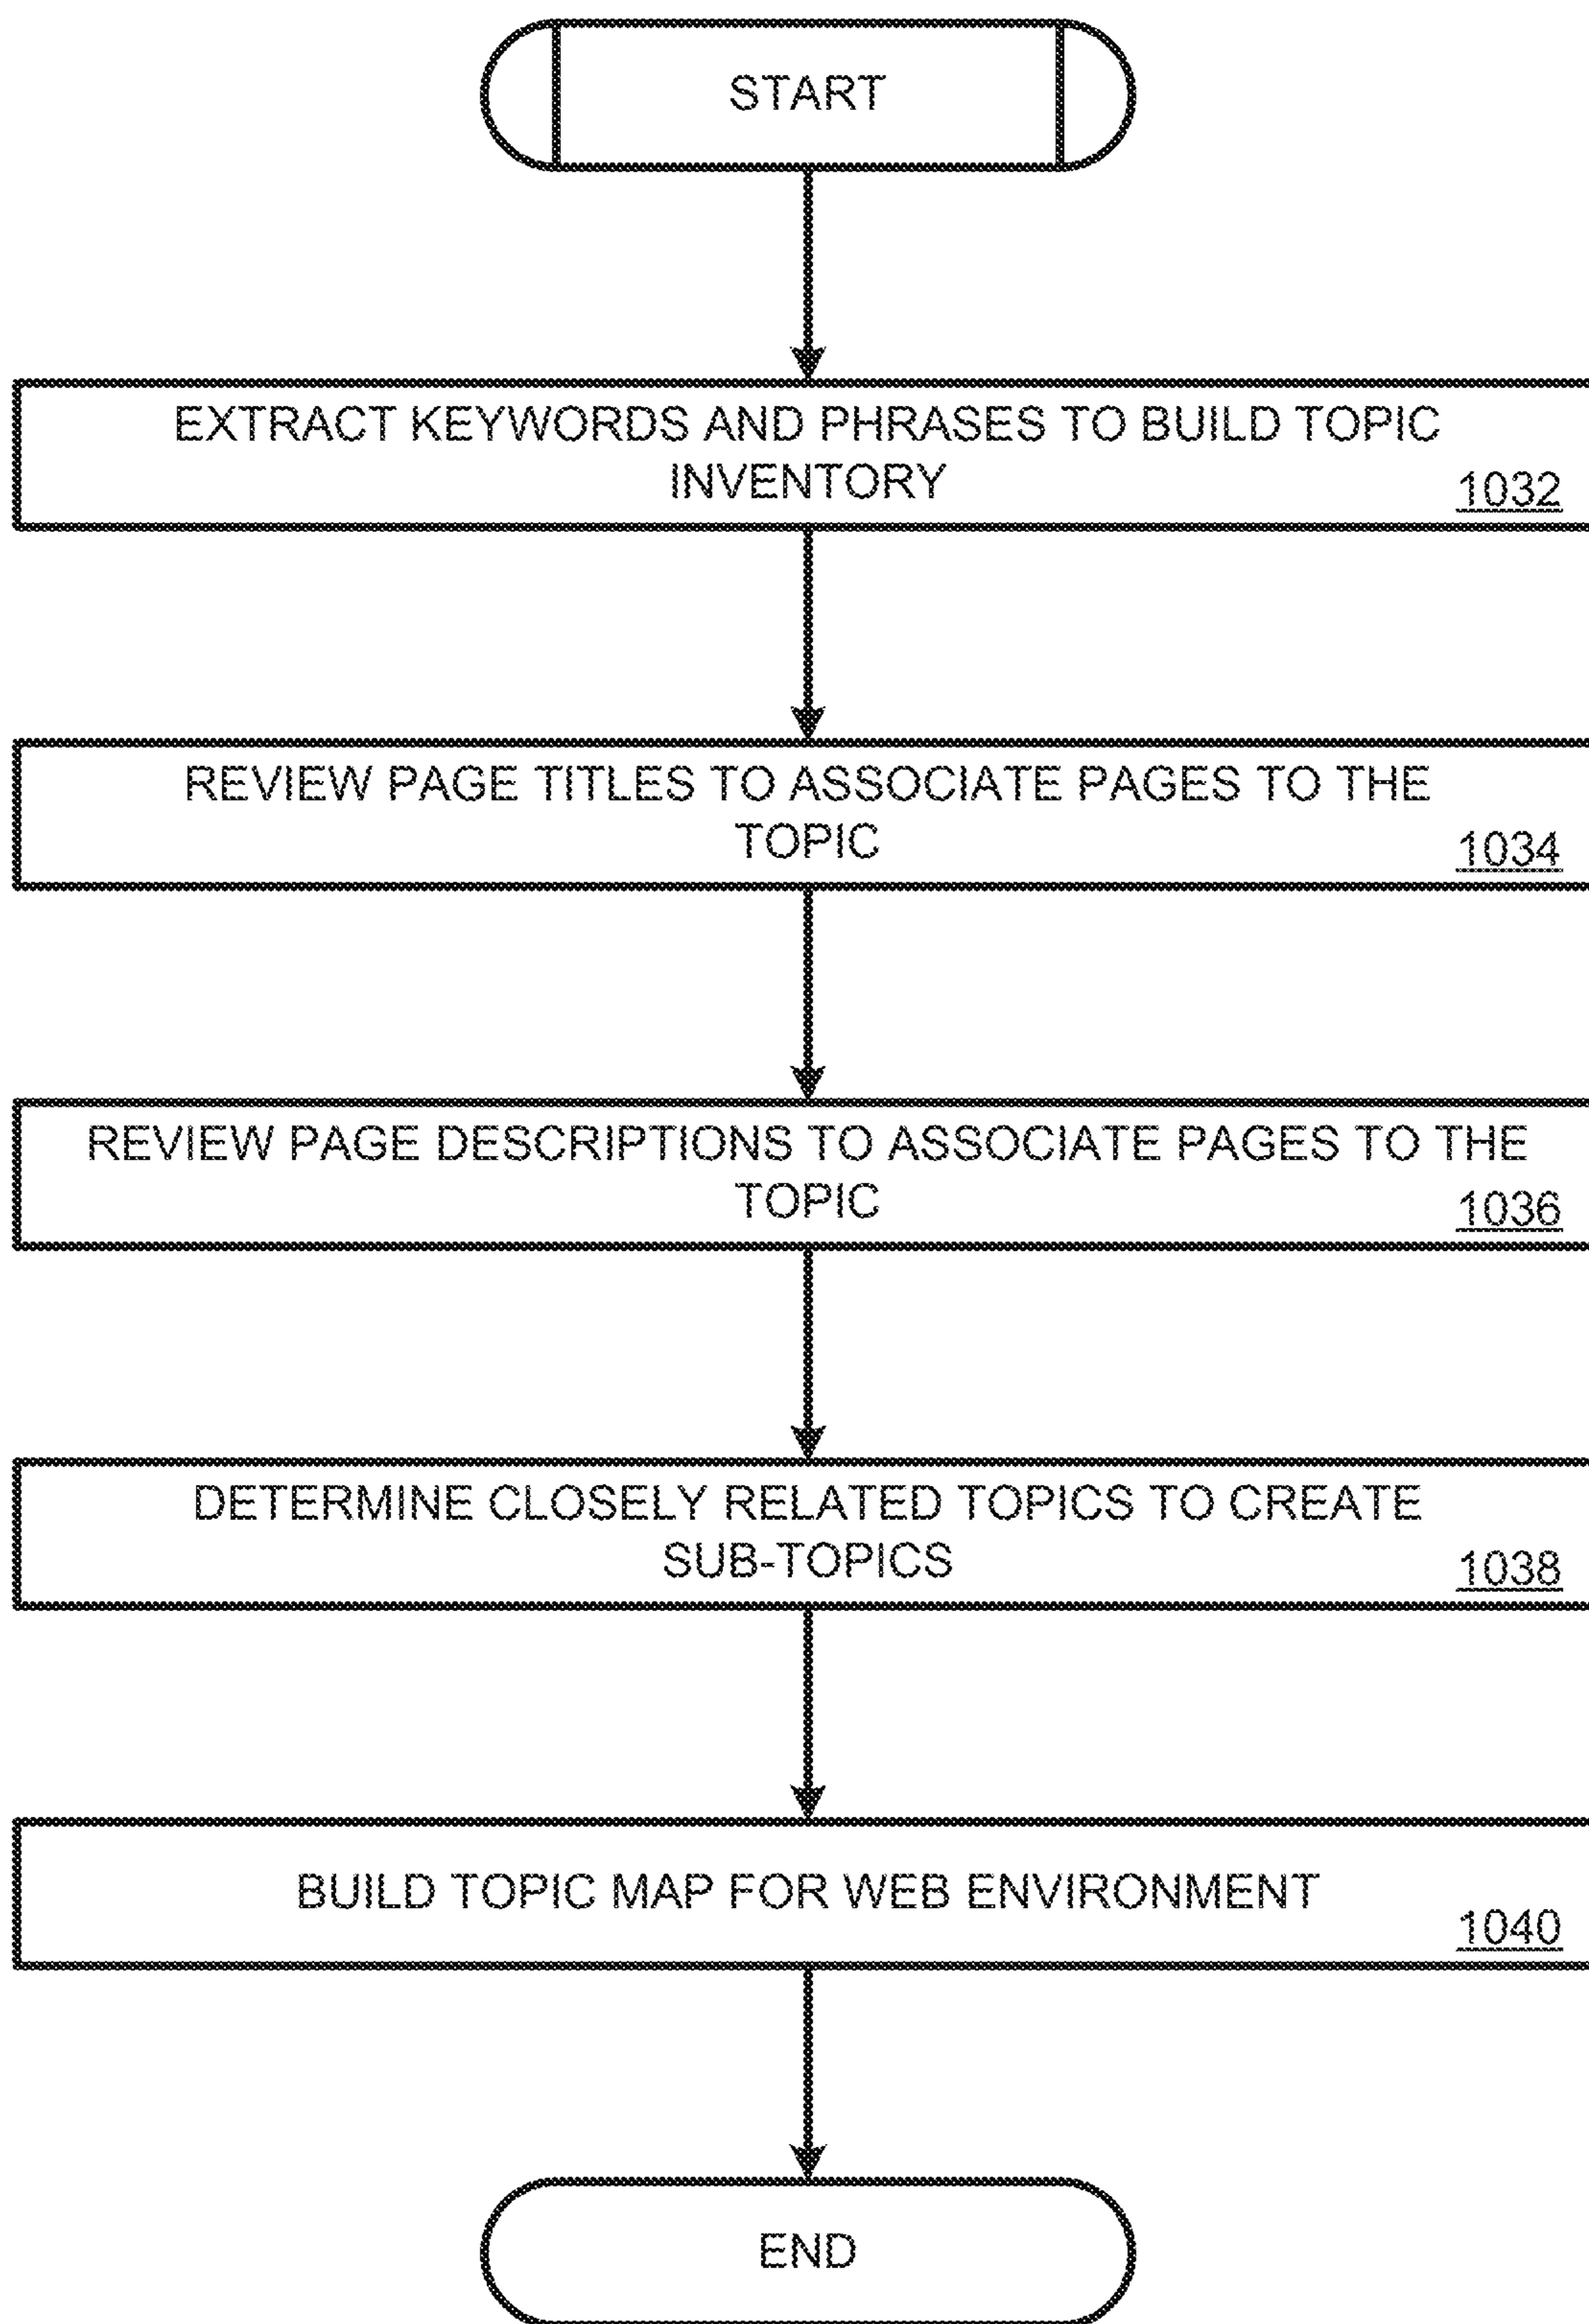 START
EXTRACT KEYWORDS AND PHRASES TO BUILD TOPIC
INVENTORY
1032
REVIEW PAGE TITLES TO ASSOCIATE PAGES TO THE
TOPIC
1034
REVIEW PAGE DESCRIPTIONS TO ASSOCIATE PAGES TO THE
TOPIC
1036
DETERMINE CLOSELY RELATED TOPICS TO CREATE
SUB-TOPICS
1038
BUILD TOPIC MAP FOR WEB ENVIRONMENT
1040
END